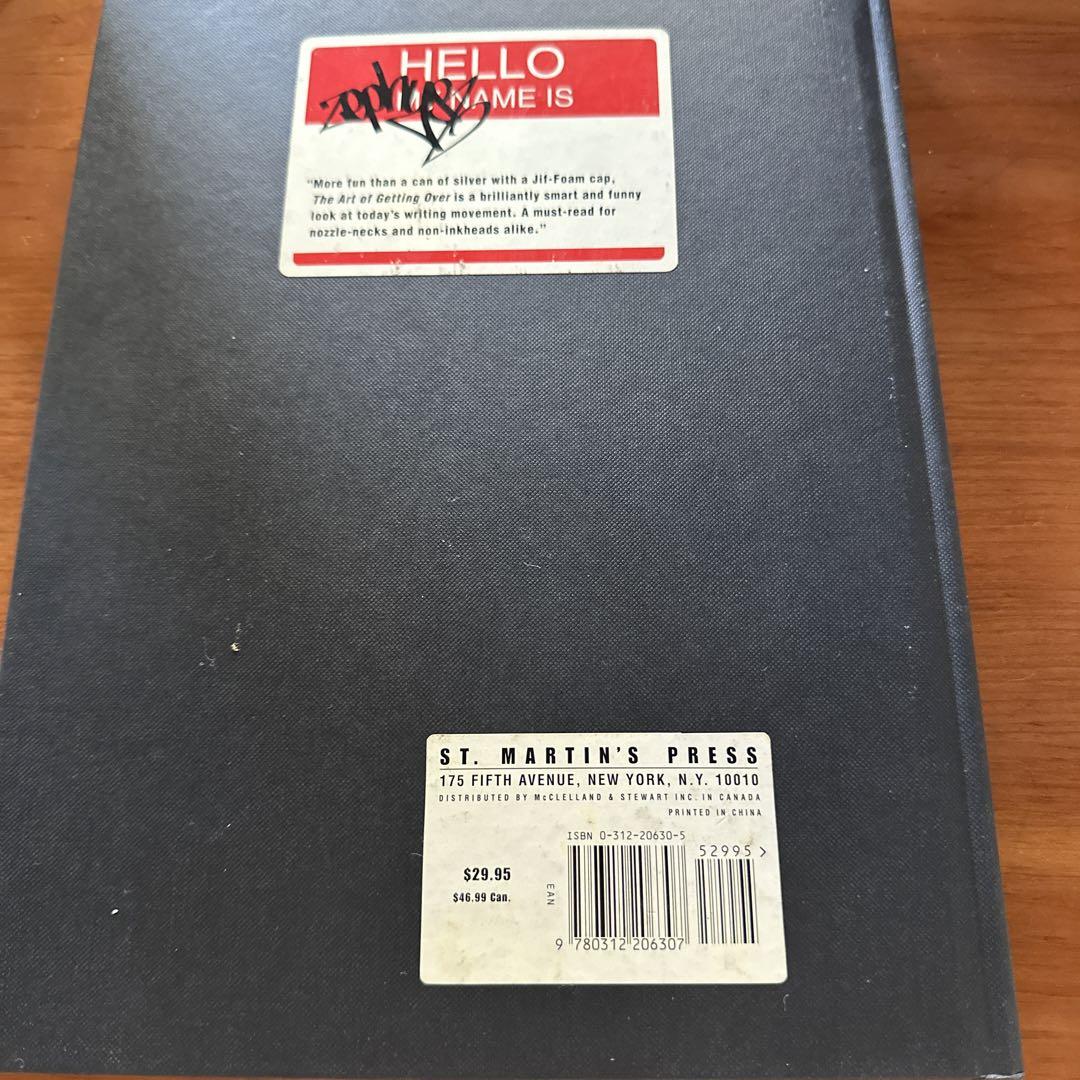 HELLO
MY NAME IS
zephyr
"More fun than a can of silver with a Jif-Foam cap,
The Art of Getting Over is a brilliantly smart and funny
look at today's writing movement. A must-read for
nozzle-necks and non-inkheads alike."
ST. MARTIN'S PRESS
175 FIFTH AVENUE, NEW YORK, N.Y. 10010
DISTRIBUTED BY McCLELLAND & STEWART INC. IN CANADA
PRINTED IN CHINA
ISBN 0-312-20630-5
52995 >
$29.95
$46.99 Can.
EAN
9 780312 206307